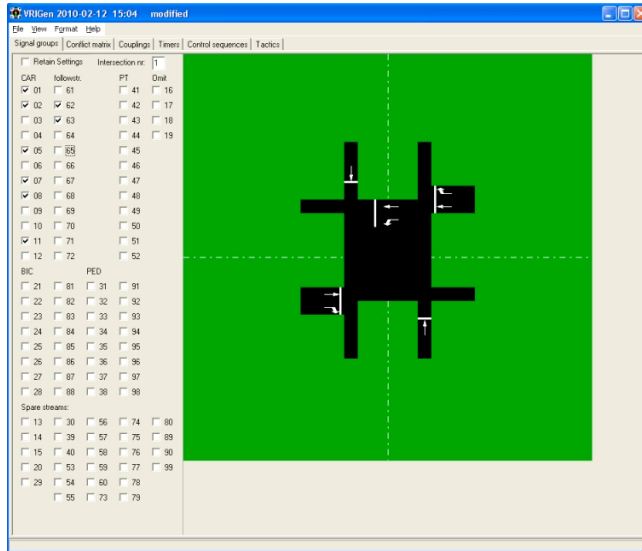 VRIGen 2010-02-12 15:04 modified
File View Format Help
Signal groups Conflict matrix Couplings Timers Control sequences Tactics
Retain Settings Intersection nr: 1
CAR followstr. PT Omit
01 61 41 16
02 62 42 17
03 63 43 18
04 64 44 19
05 65 45
06 66 46
07 67 47
08 68 48
09 69 49
10 70 50
11 71 51
12 72 52
BIC PED
21 81 31 91
22 82 32 92
23 83 33 93
24 84 34 94
25 85 35 95
26 86 36 96
27 87 37 97
28 88 38 98
Spare streams:
13 30 56 74 80
14 39 57 75 89
15 40 58 76 90
20 53 59 77 99
29 54 60 78
55 73 79